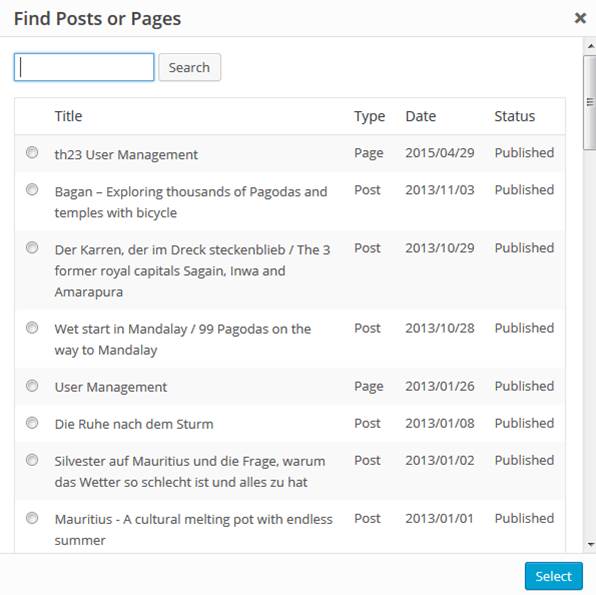 Find Posts or Pages
Search
Title Type Date Status
th23 User Management Page 2015/04/29 Published
Bagan – Exploring thousands of Pagodas and Post 2013/11/03 Published
temples with bicycle
Der Karren, der im Dreck steckenblieb / The 3 Post 2013/10/29 Published
former royal capitals Sagain, Inwa and
Amarapura
Wet start in Mandalay / 99 Pagodas on the Post 2013/10/28 Published
way to Mandalay
User Management Page 2013/01/26 Published
Die Ruhe nach dem Sturm Post 2013/01/08 Published
Silvester auf Mauritius und die Frage, warum Post 2013/01/02 Published
das Wetter so schlecht ist und alles zu hat
Mauritius - A cultural melting pot with endless Post 2013/01/01 Published
summer
Select